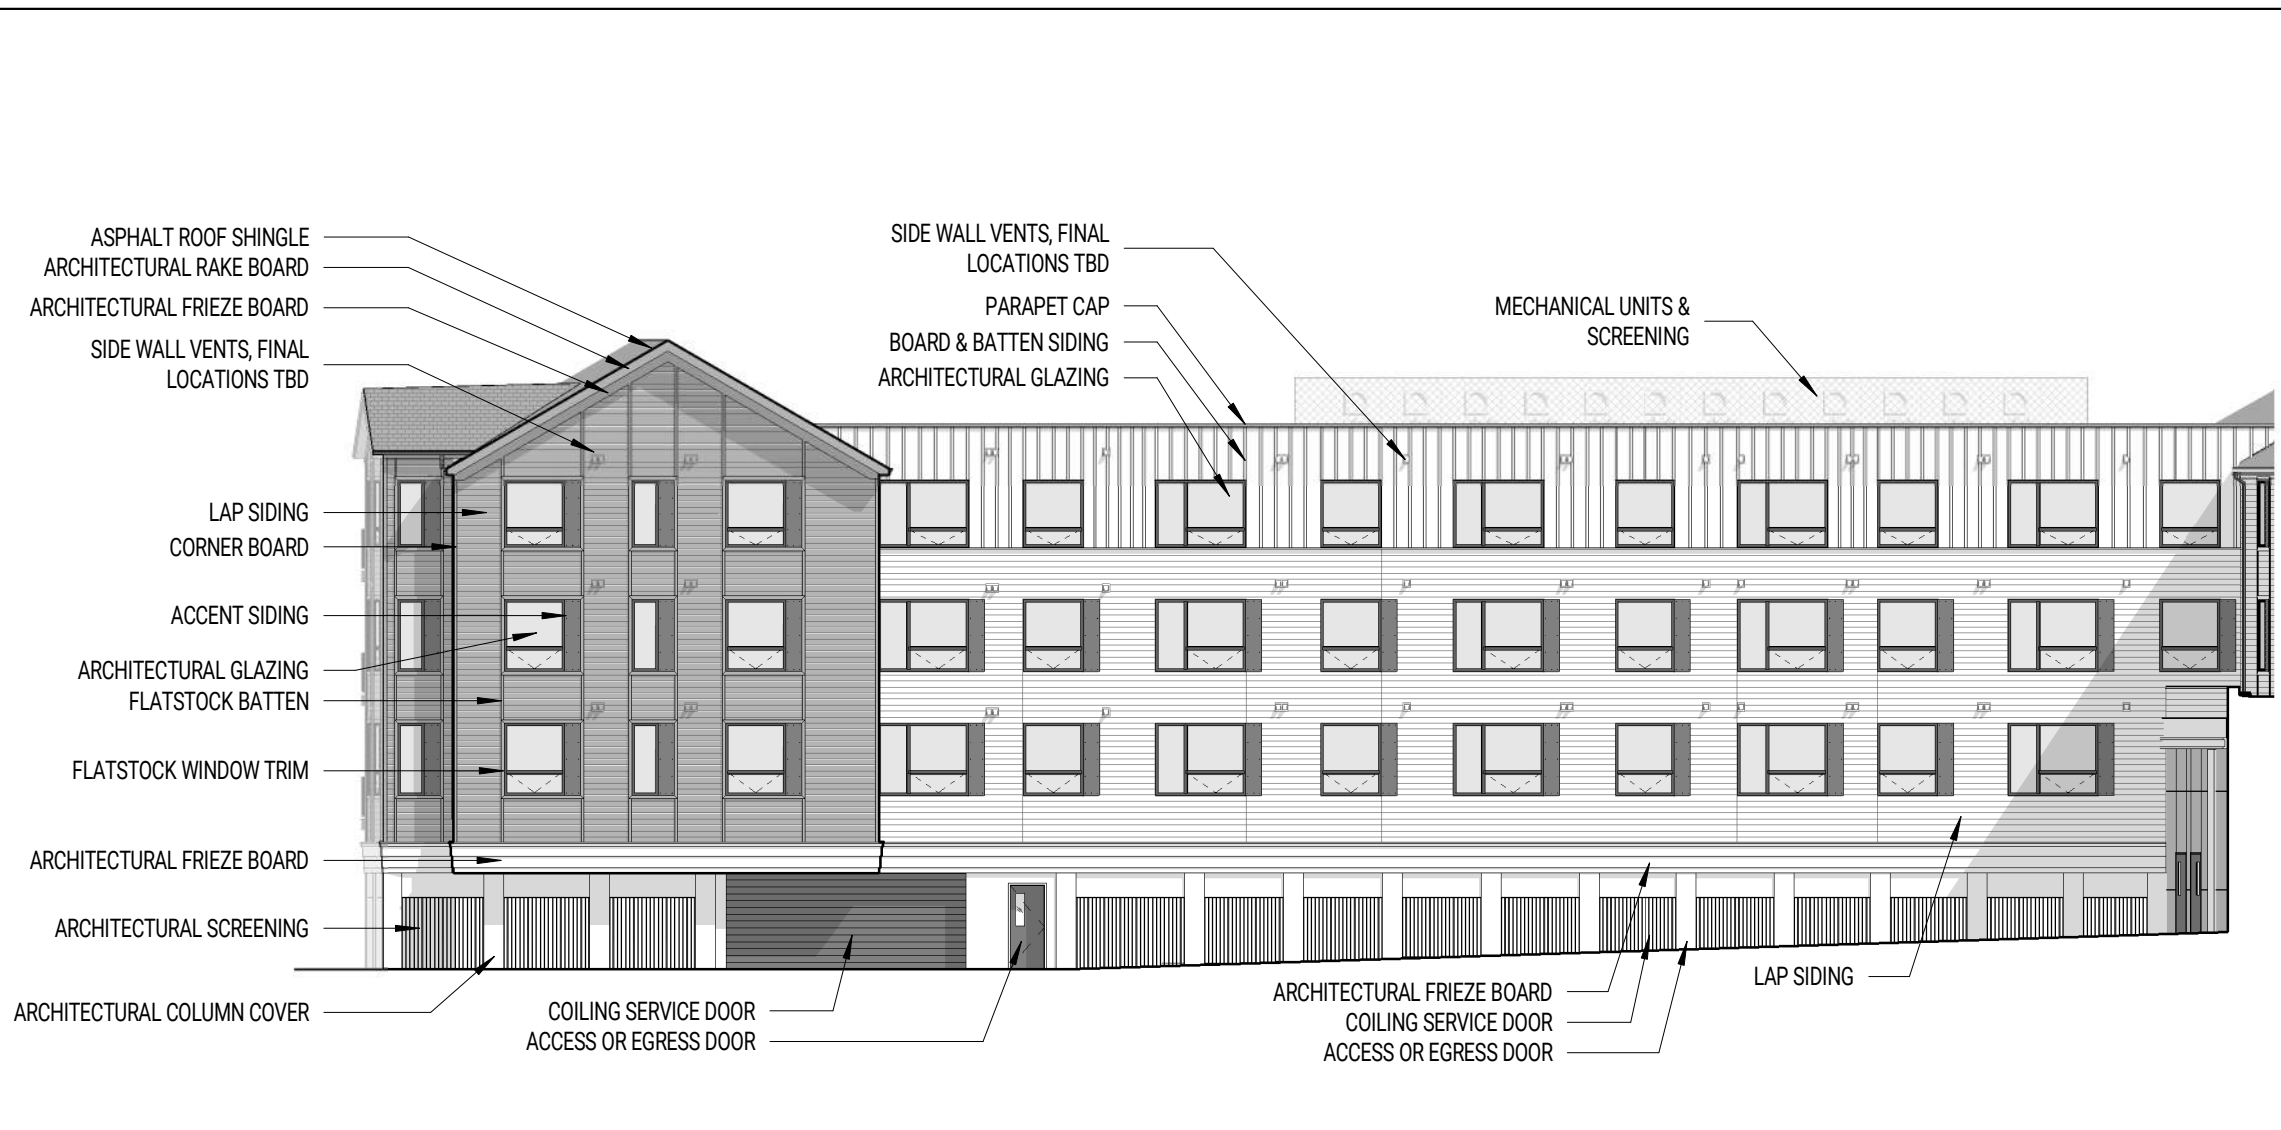 ASPHALT ROOF SHINGLE
ARCHITECTURAL RAKE BOARD
ARCHITECTURAL FRIEZE BOARD
SIDE WALL VENTS, FINAL
LOCATIONS TBD
LAP SIDING
CORNER BOARD
ACCENT SIDING
ARCHITECTURAL GLAZING
FLATSTOCK BATTEN
FLATSTOCK WINDOW TRIM
ARCHITECTURAL FRIEZE BOARD
ARCHITECTURAL SCREENING
ARCHITECTURAL COLUMN COVER
SIDE WALL VENTS, FINAL
LOCATIONS TBD
PARAPET CAP
BOARD & BATTEN SIDING
ARCHITECTURAL GLAZING
MECHANICAL UNITS &
SCREENING
COILING SERVICE DOOR
ACCESS OR EGRESS DOOR
ARCHITECTURAL FRIEZE BOARD
COILING SERVICE DOOR
ACCESS OR EGRESS DOOR
LAP SIDING